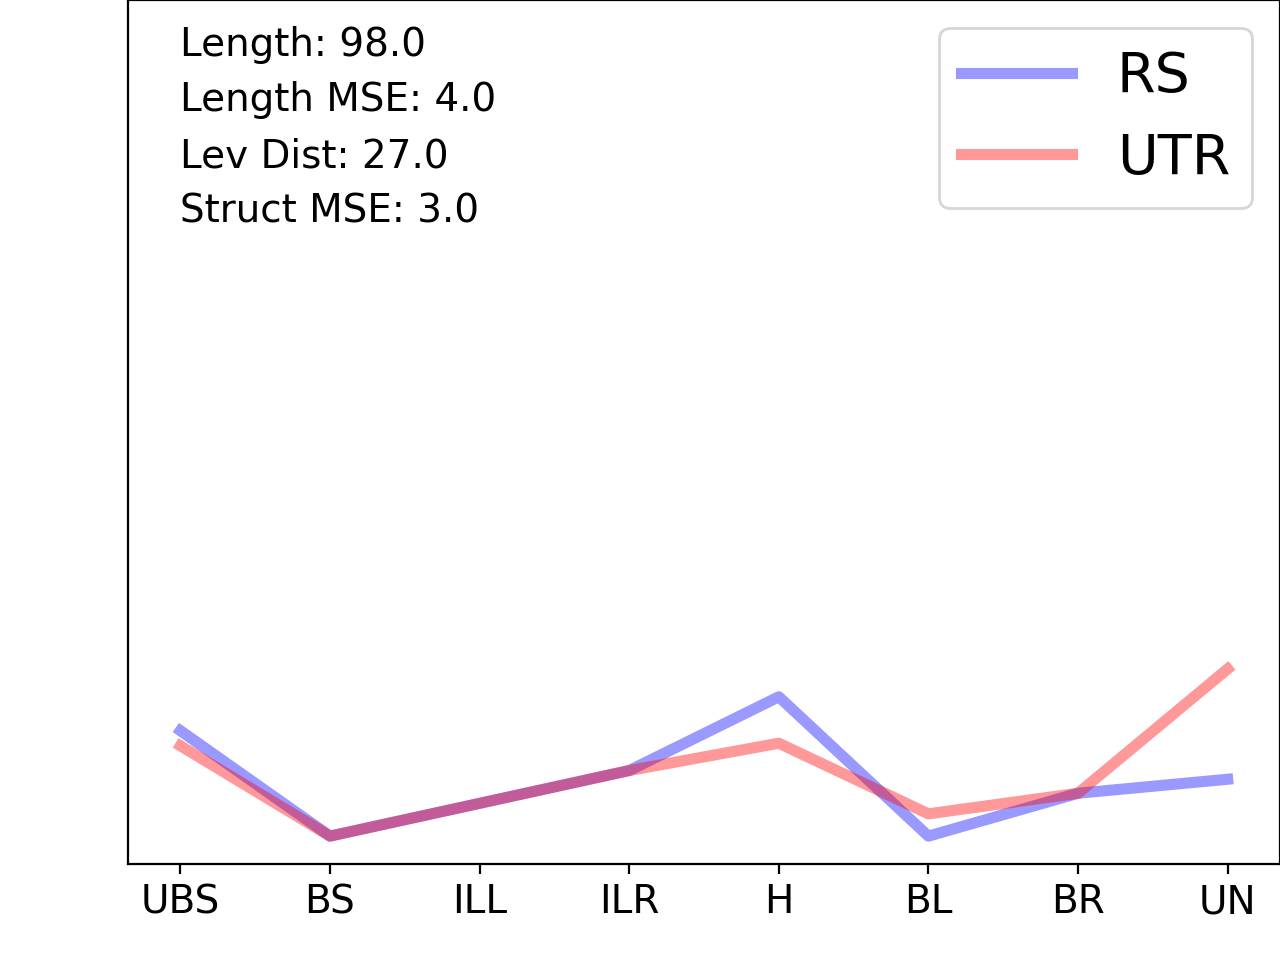 Length: 98.0
Length MSE: 4.0
Lev Dist: 27.0
Struct MSE: 3.0
RS
UTR
UBS BS ILL ILR H BL BR UN